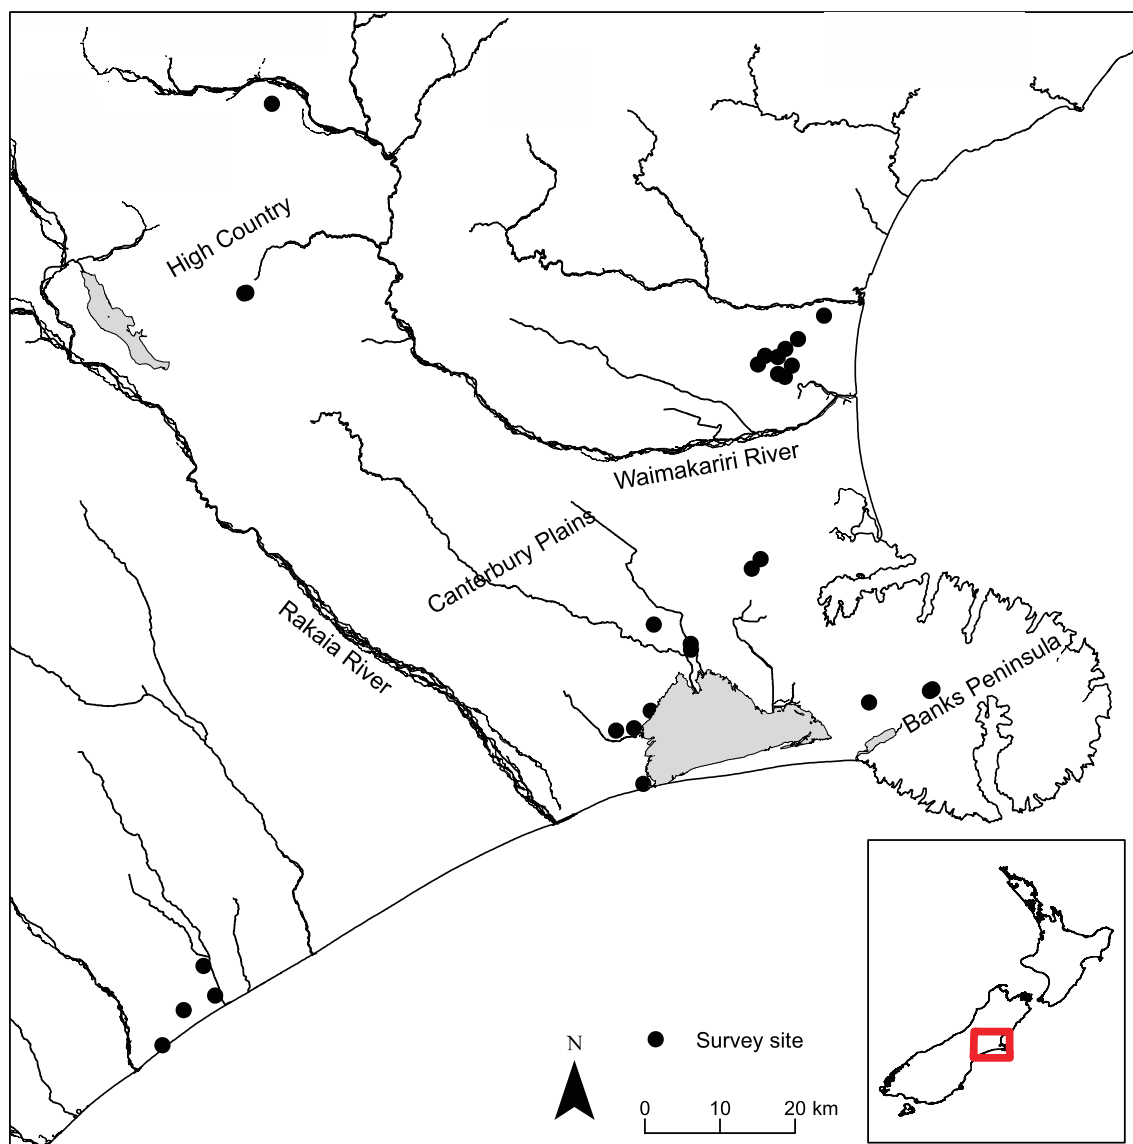 High Country
Waimakariri River
Canterbury Plains
Rakaia River
Banks Peninsula
N
Survey site
0 10 20 km